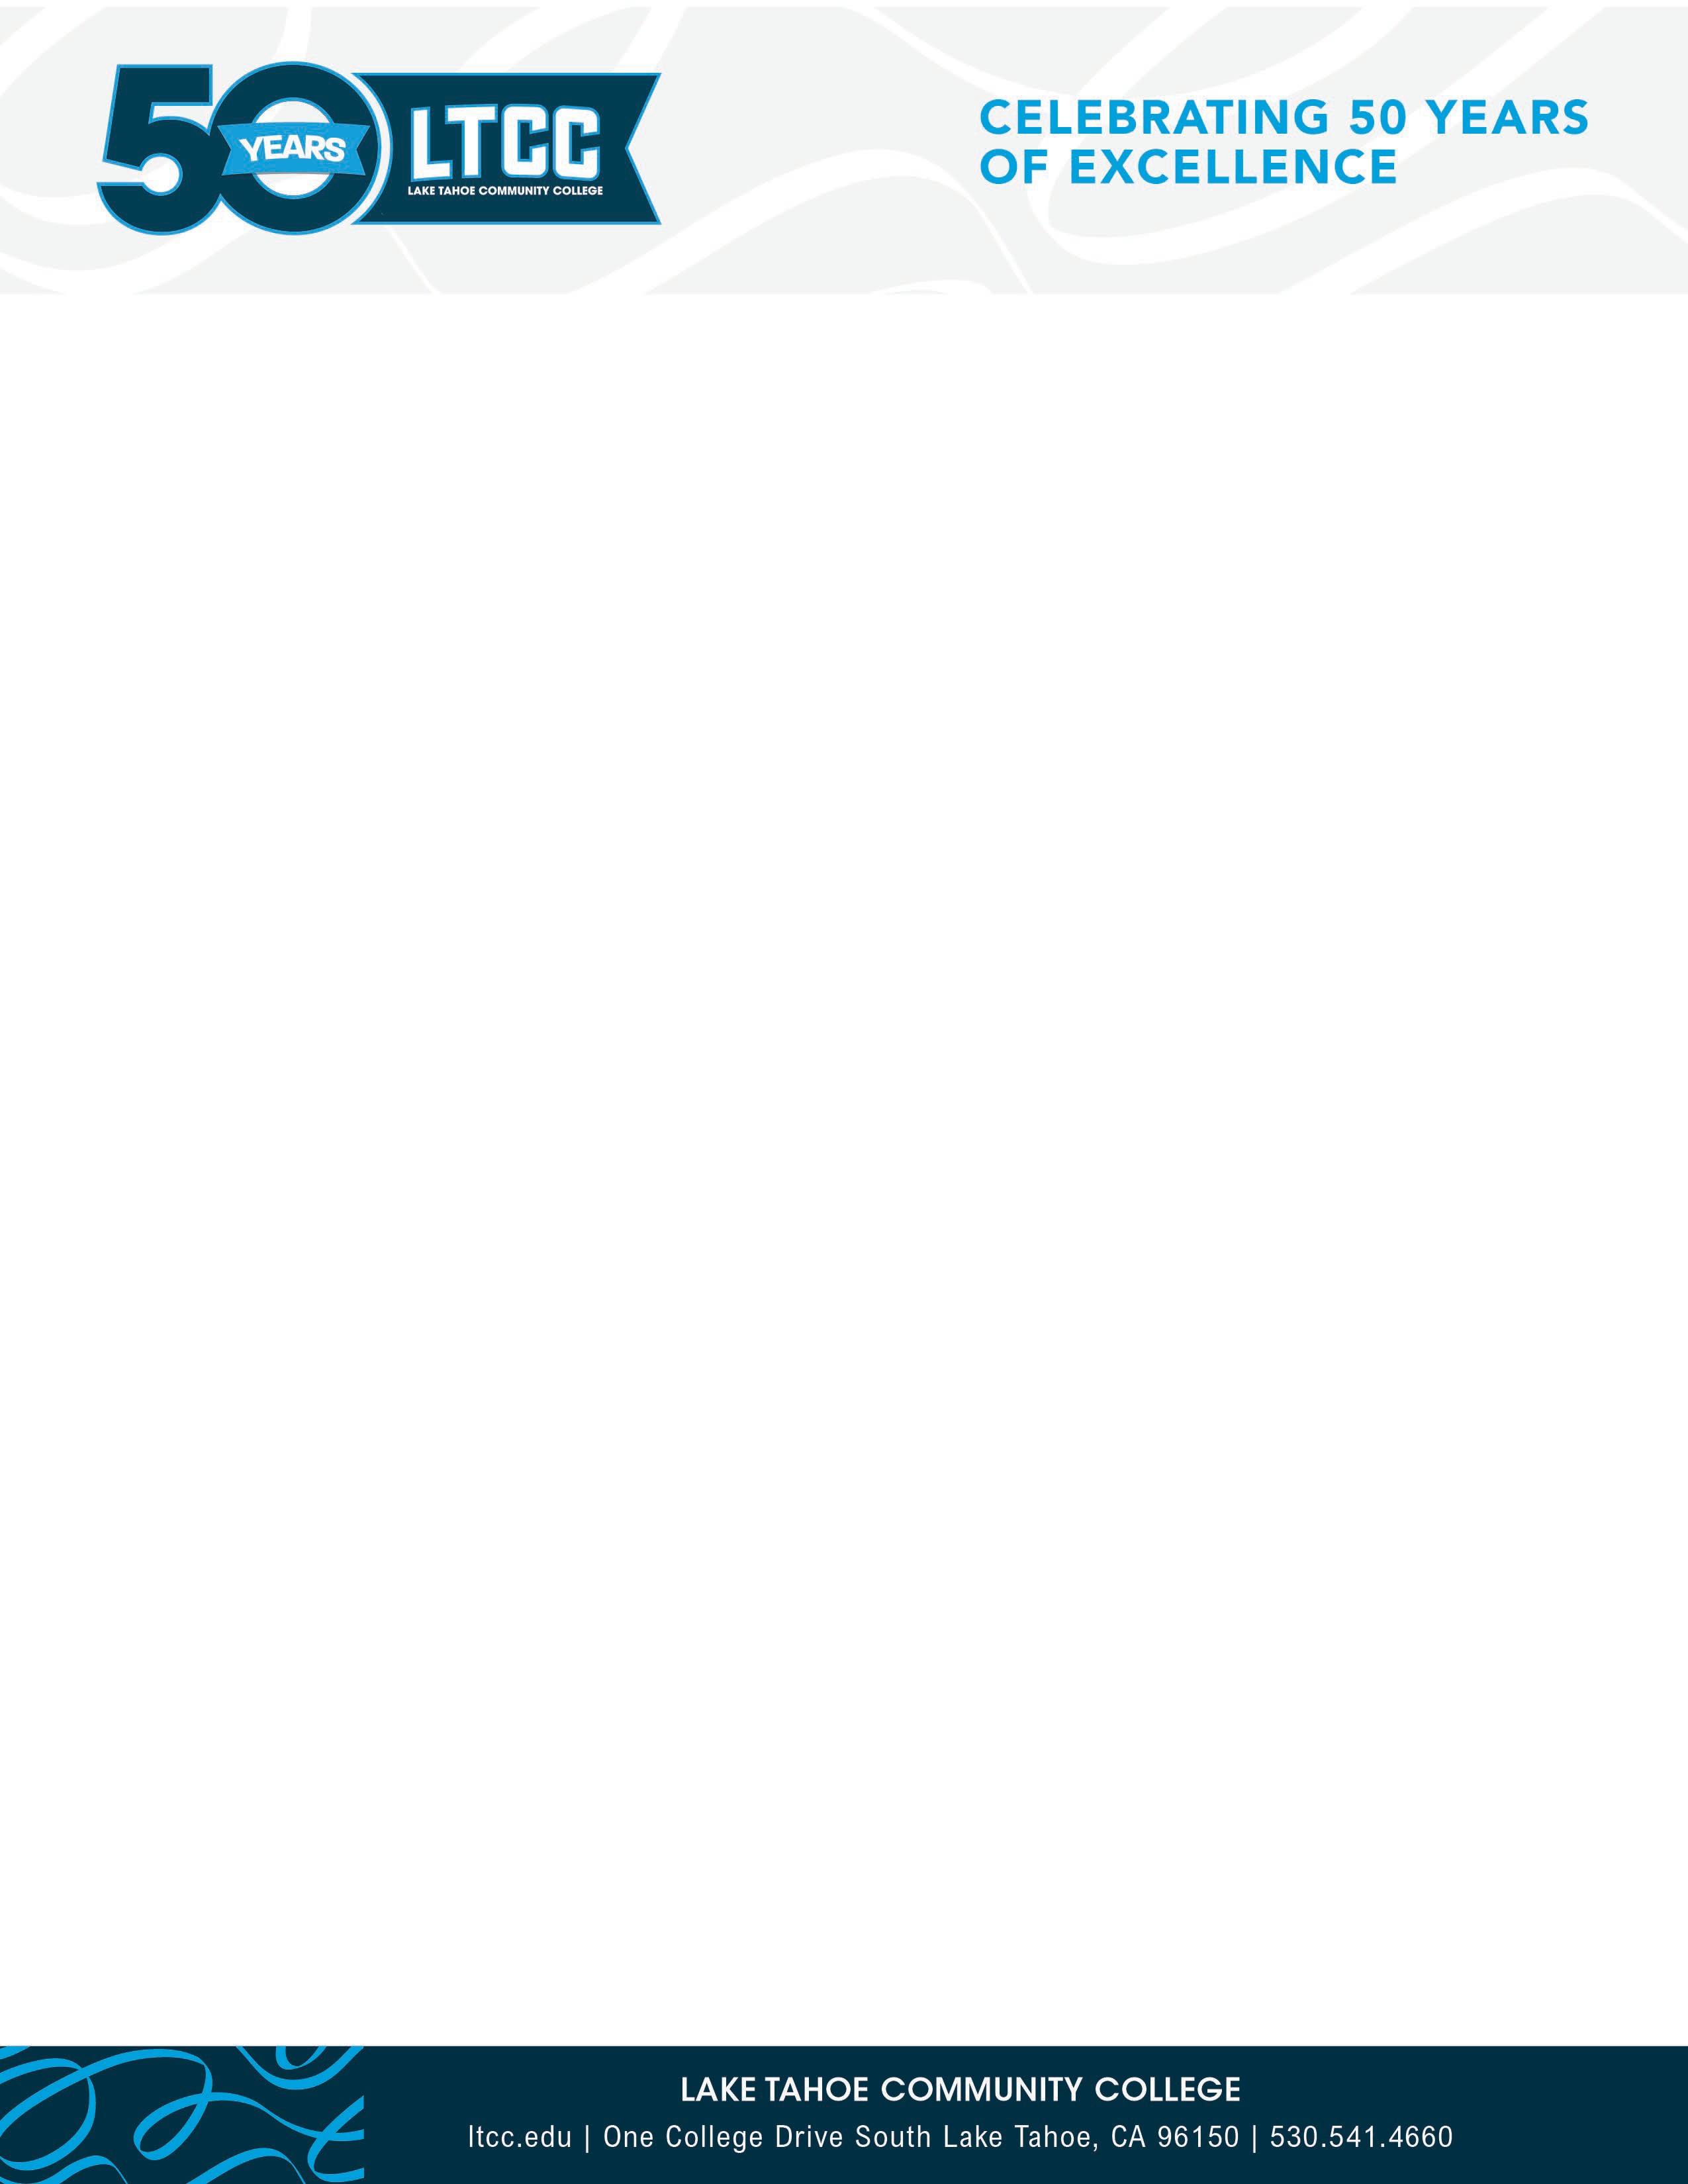 50 YEARS
LTCC
LAKE TAHOE COMMUNITY COLLEGE
CELEBRATING 50 YEARS
OF EXCELLENCE
LAKE TAHOE COMMUNITY COLLEGE
ltcc.edu | One College Drive South Lake Tahoe, CA 96150 | 530.541.4660